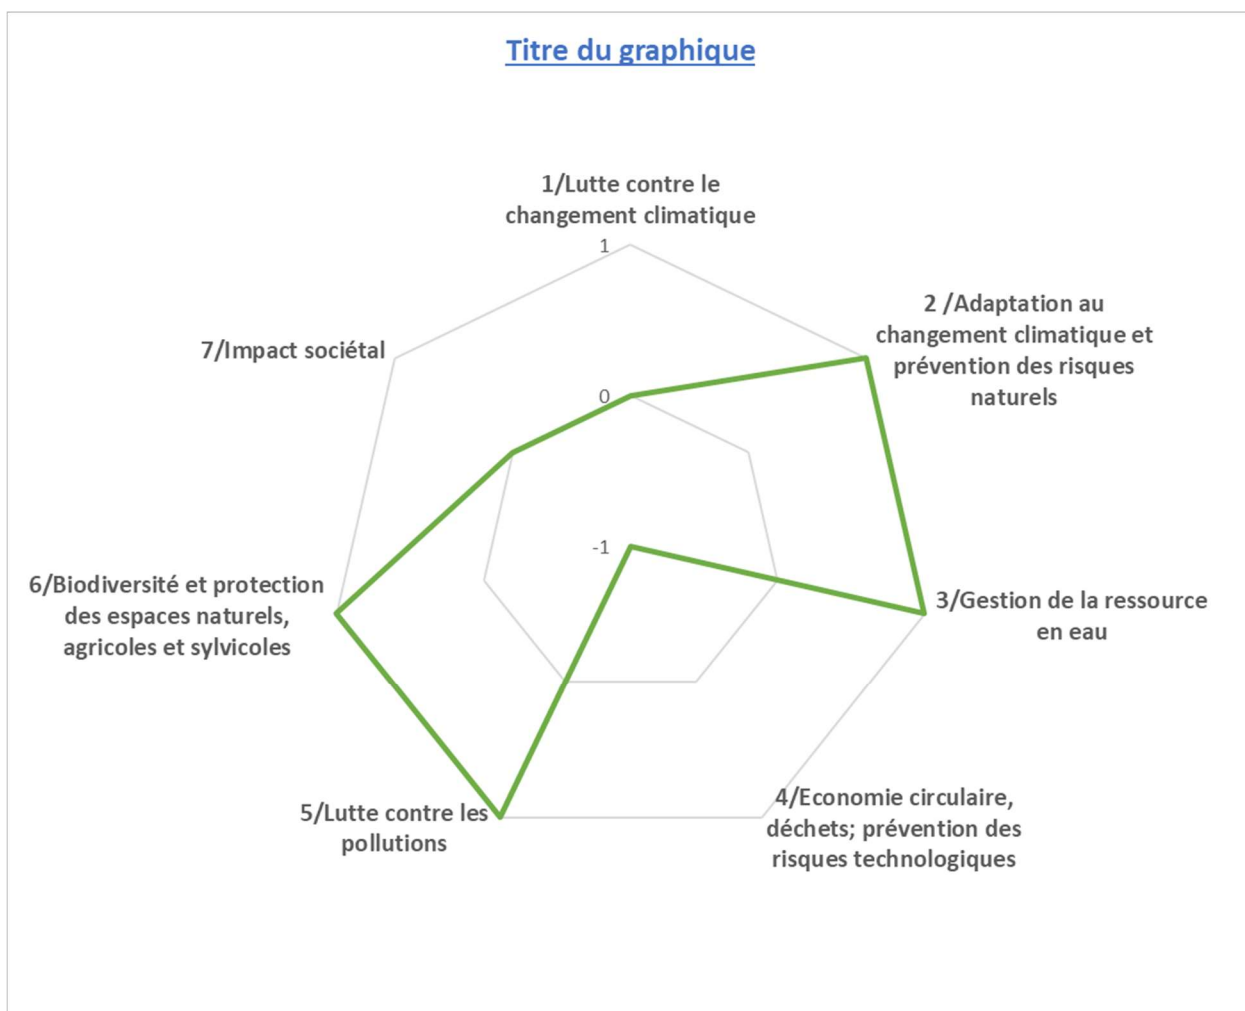 Titre du graphique
1/Lutte contre le
changement climatique
1
2 /Adaptation au
changement climatique et
prévention des risques
naturels
7/Impact sociétal
0
-1
6/Biodiversité et protection
des espaces naturels,
agricoles et sylvicoles
3/Gestion de la ressource
en eau
4/Economie circulaire,
déchets; prévention des
risques technologiques
5/Lutte contre les
pollutions